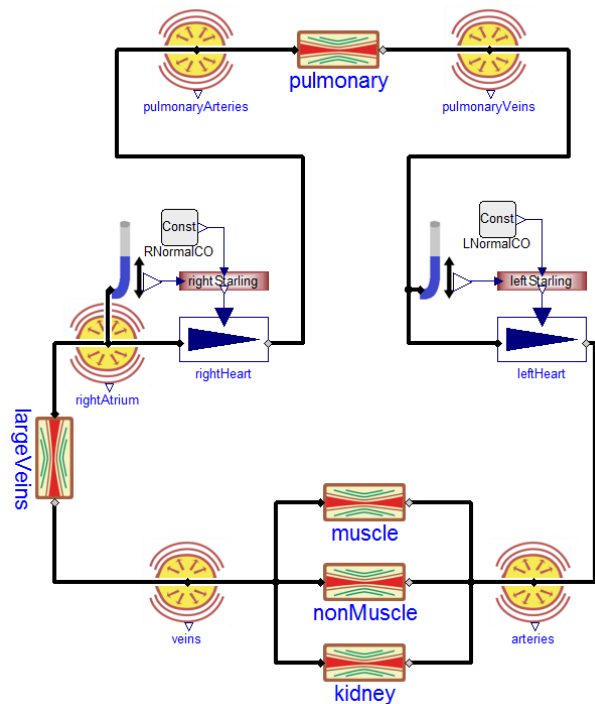 pulmonary
pulmonaryArteries
pulmonaryVeins
Const
RNormalCO
Const
LNormalCO
rightStarling
leftStarling
rightHeart
leftHeart
rightAtrium
largeVeins
muscle
nonMuscle
veins
arteries
kidney